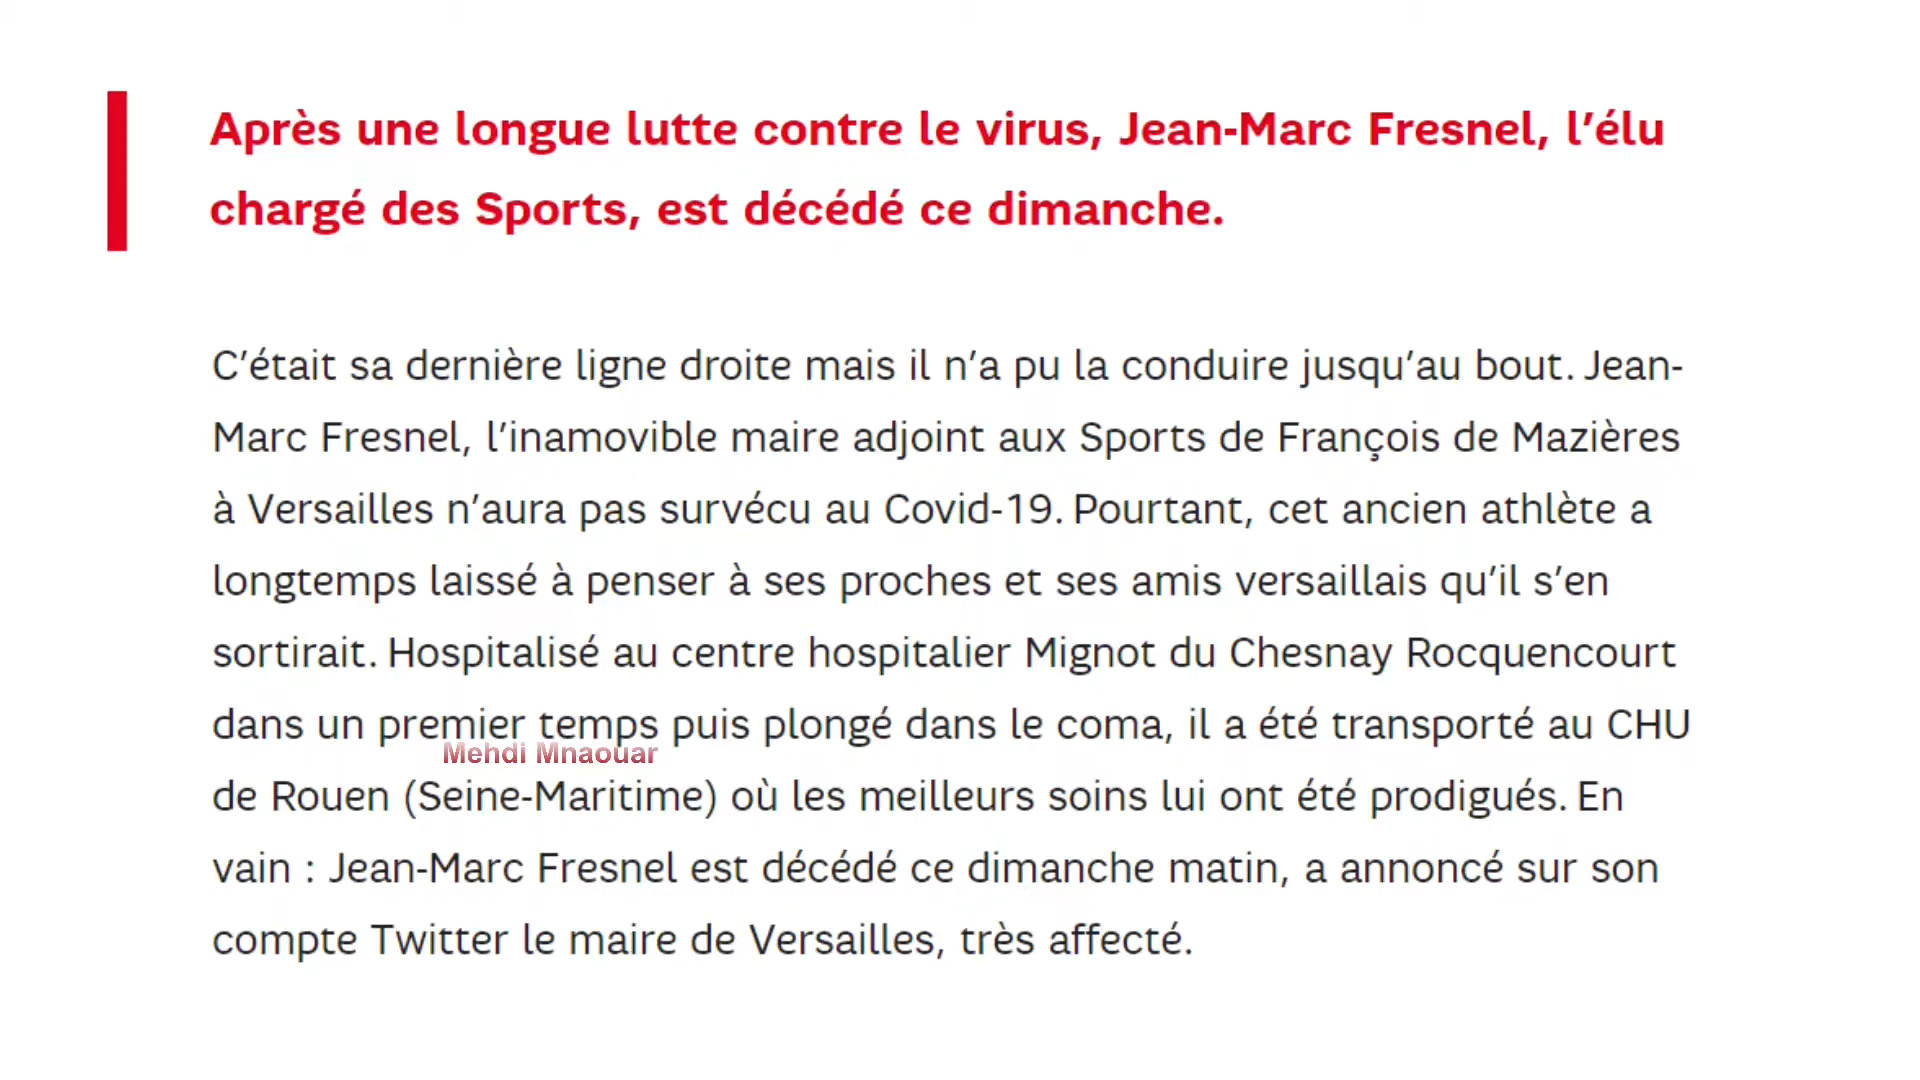 Après une longue lutte contre le virus, Jean-Marc Fresnel, l’élu
chargé des Sports, est décédé ce dimanche.
C’était sa dernière ligne droite mais il n’a pu la conduire jusqu’au bout. Jean-
Marc Fresnel, l’inamovible maire adjoint aux Sports de François de Mazières
à Versailles n’aura pas survécu au Covid-19. Pourtant, cet ancien athlète a
longtemps laissé à penser à ses proches et ses amis versaillais qu’il s’en
sortirait. Hospitalisé au centre hospitalier Mignot du Chesnay Rocquencourt
dans un premier temps puis plongé dans le coma, il a été transporté au CHU
Mehdi Mnaouar
de Rouen (Seine-Maritime) où les meilleurs soins lui ont été prodigués. En
vain : Jean-Marc Fresnel est décédé ce dimanche matin, a annoncé sur son
compte Twitter le maire de Versailles, très affecté.